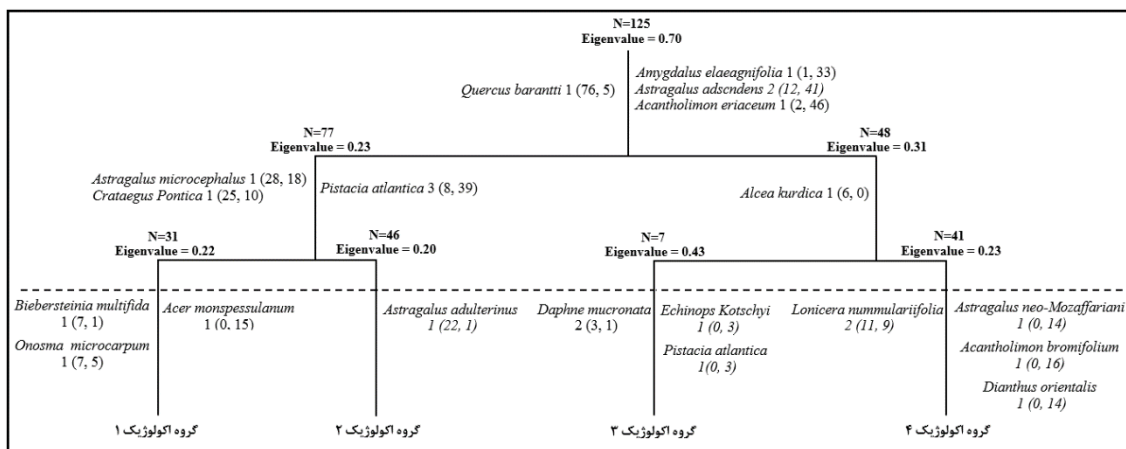 N=125
Eigenvalue = 0.70
Quercus barantti 1 (76, 5)
Amygdalus elaeagnifolia 1 (1, 33)
Astragalus adscndens 2 (12, 41)
Acantholimon eriaceum 1 (2, 46)
N=77
Eigenvalue = 0.23
N=48
Eigenvalue = 0.31
Astragalus microcephalus 1 (28, 18)
Crataegus Pontica 1 (25, 10)
Pistacia atlantica 3 (8, 39)
Alcea kurdica 1 (6, 0)
N=31
Eigenvalue = 0.22
N=46
Eigenvalue = 0.20
N=7
Eigenvalue = 0.43
N=41
Eigenvalue = 0.23
Biebersteinia multifida
1 (7, 1)
Onosma microcarpum
1 (7, 5)
Acer monspessulanum
1 (0, 15)
Astragalus adulterinus
1 (22, 1)
Daphne mucronata
2 (3, 1)
Echinops Kotschyi
1 (0, 3)
Pistacia atlantica
1(0, 3)
Lonicera nummulariifolia
2 (11, 9)
Astragalus neo-Mozaffariani
1 (0, 14)
Acantholimon bromifolium
1 (0, 16)
Dianthus orientalis
1 (0, 14)
گروه اکولوژیک ۱
گروه اکولوژیک ۲
گروه اکولوژیک ۳
گروه اکولوژیک ۴